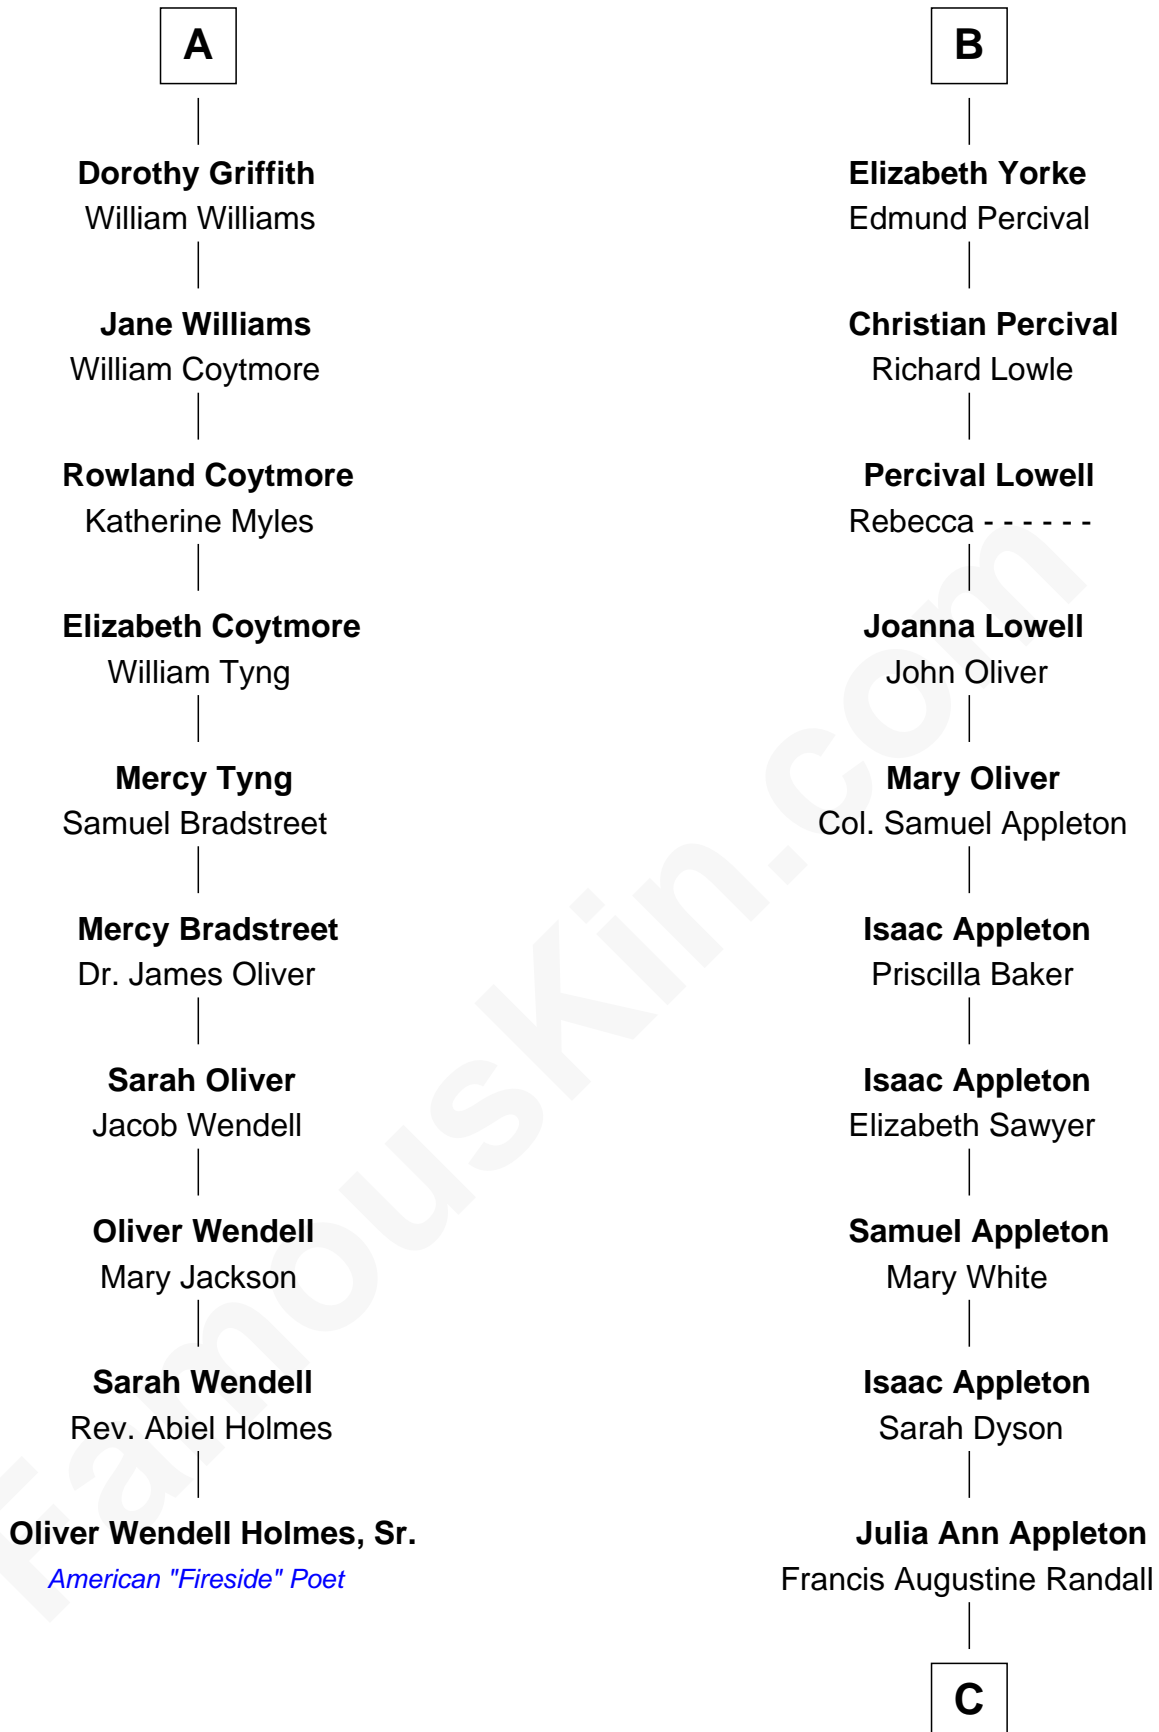 A
Dorothy Griffith
William Williams
Jane Williams
William Coytmore
Rowland Coytmore
Katherine Myles
Elizabeth Coytmore
William Tyng
Mercy Tyng
Samuel Bradstreet
Mercy Bradstreet
Dr. James Oliver
Sarah Oliver
Jacob Wendell
Oliver Wendell
Mary Jackson
Sarah Wendell
Rev. Abiel Holmes
Oliver Wendell Holmes, Sr.
American "Fireside" Poet
B
Elizabeth Yorke
Edmund Percival
Christian Percival
Richard Lowle
Percival Lowell
Rebecca - - - - - -
Joanna Lowell
John Oliver
Mary Oliver
Col. Samuel Appleton
Isaac Appleton
Priscilla Baker
Isaac Appleton
Elizabeth Sawyer
Samuel Appleton
Mary White
Isaac Appleton
Sarah Dyson
Julia Ann Appleton
Francis Augustine Randall
C
FamousKin.com